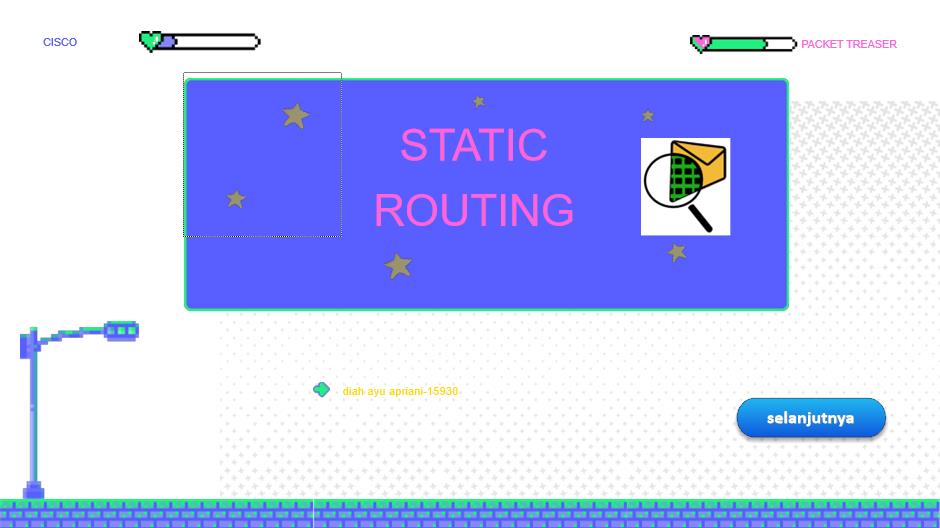 CISCO
PACKET TREASER
STATIC
ROUTING
diah ayu apriani-15930
selanjutnya